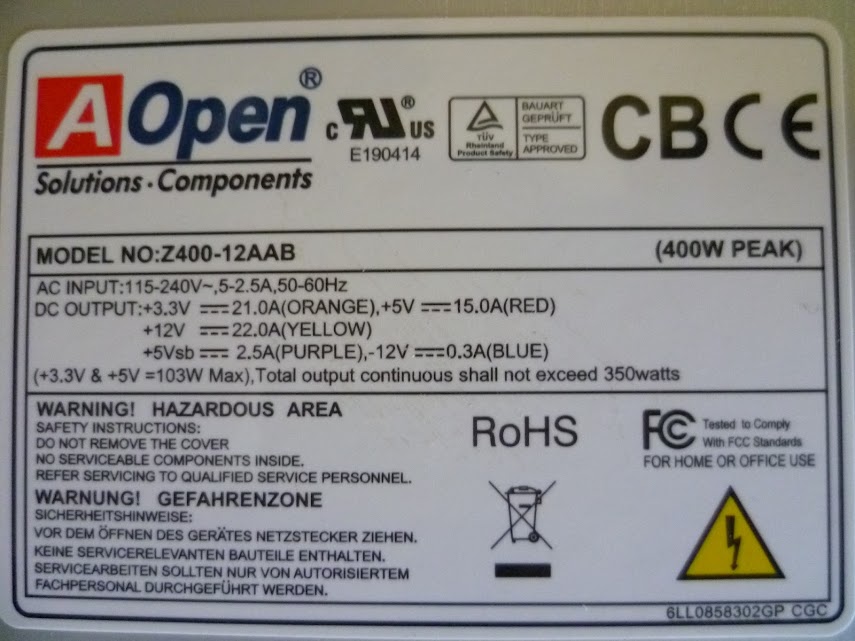 AOpen®
Solutions · Components
c RU® US
E190414
TÜV
Rheinland
Product Safety
BAUART
GEPRÜFT
TYPE
APPROVED
CB CE
MODEL NO:Z400-12AAB (400W PEAK)
AC INPUT:115-240V~,5-2.5A,50-60Hz
DC OUTPUT:+3.3V ⎓ 21.0A(ORANGE),+5V ⎓ 15.0A(RED)
+12V ⎓ 22.0A(YELLOW)
+5Vsb ⎓ 2.5A(PURPLE),-12V ⎓ 0.3A(BLUE)
(+3.3V & +5V =103W Max),Total output continuous shall not exceed 350watts
WARNING! HAZARDOUS AREA
SAFETY INSTRUCTIONS:
DO NOT REMOVE THE COVER
NO SERVICEABLE COMPONENTS INSIDE.
REFER SERVICING TO QUALIFIED SERVICE PERSONNEL.
WARNUNG! GEFAHRENZONE
SICHERHEITSHINWEISE:
VOR DEM ÖFFNEN DES GERÄTES NETZSTECKER ZIEHEN.
KEINE SERVICERELEVANTEN BAUTEILE ENTHALTEN.
SERVICEARBEITEN SOLLTEN NUR VON AUTORISIERTEM
FACHPERSONAL DURCHGEFÜHRT WERDEN.
RoHS
FC Tested to Comply
With FCC Standards
FOR HOME OR OFFICE USE
6LL0858302GP CGC